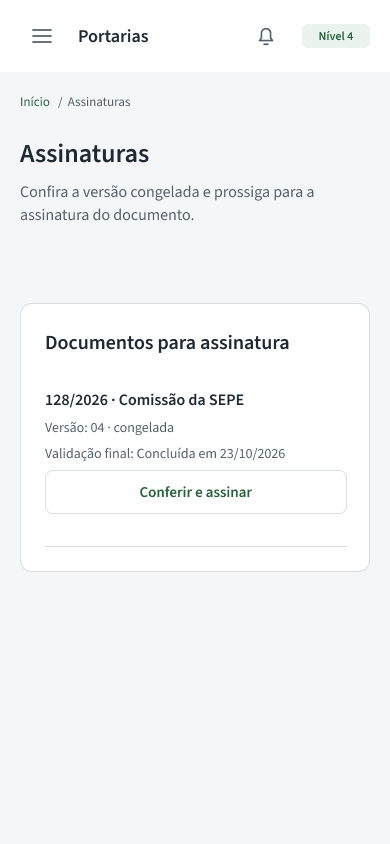 Portarias
Nível 4
Início / Assinaturas
Assinaturas
Confira a versão congelada e prossiga para a
assinatura do documento.
Documentos para assinatura
128/2026 · Comissão da SEPE
Versão: 04 · congelada
Validação final: Concluída em 23/10/2026
Conferir e assinar